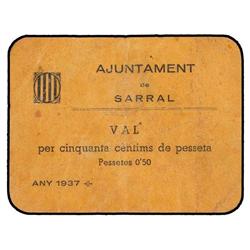 AJUNTAMENT
de
SARRAL
VAL
per cinquanta cèntims de pesseta
Pessetes 0'50
ANY 1937